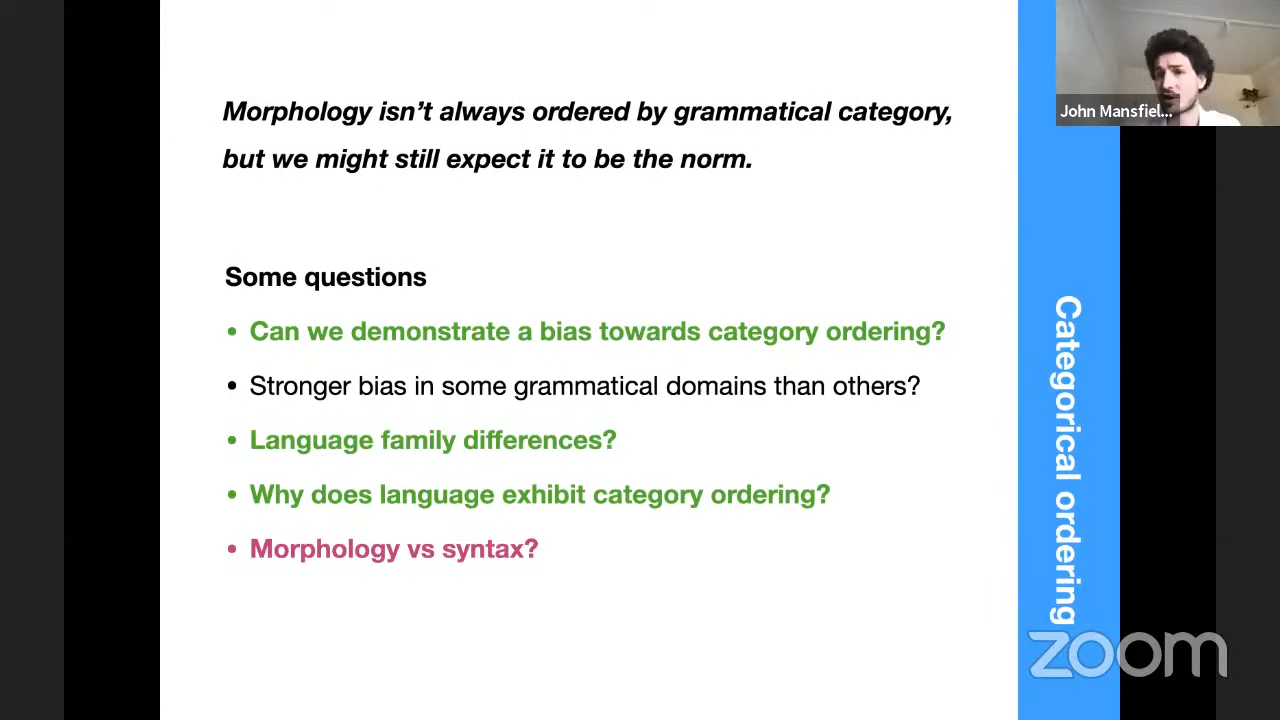 Morphology isn't always ordered by grammatical category,
but we might still expect it to be the norm.
Some questions
• Can we demonstrate a bias towards category ordering?
• Stronger bias in some grammatical domains than others?
• Language family differences?
• Why does language exhibit category ordering?
• Morphology vs syntax?
Categorical ordering
John Mansfiel...
zoom